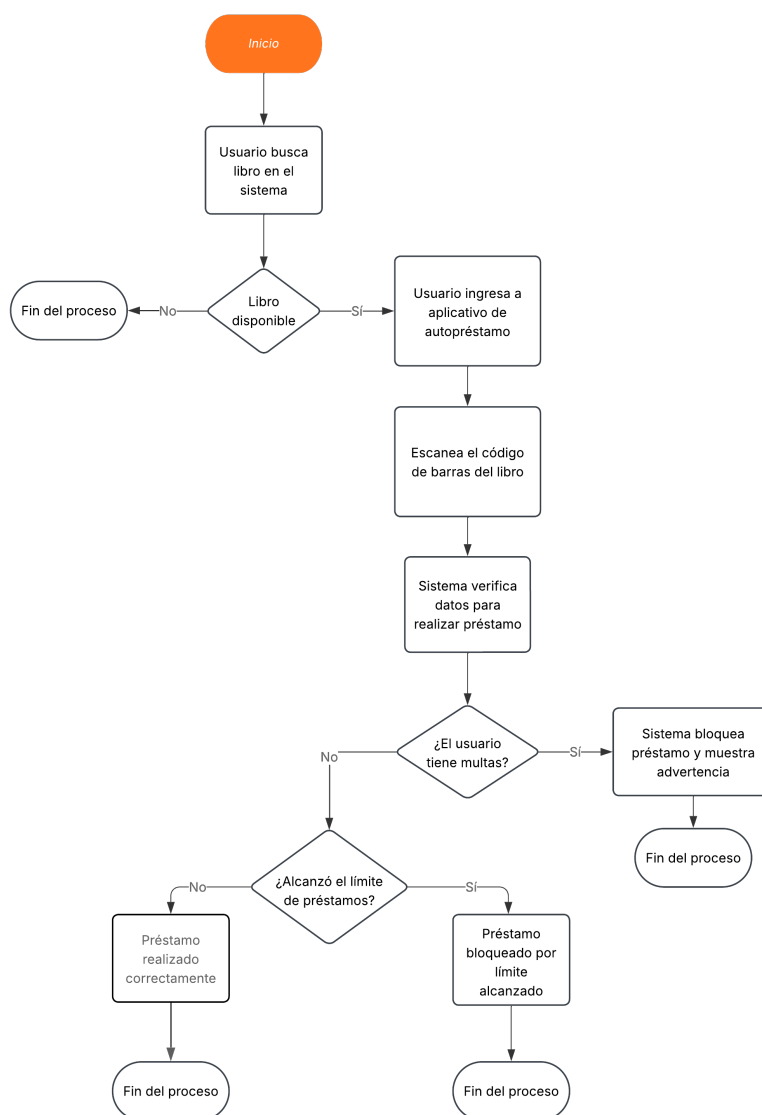 Inicio
Usuario busca
libro en el
sistema
Libro
disponible
No
Fin del proceso
Sí
Usuario ingresa a
aplicativo de
autopréstamo
Escanea el código
de barras del libro
Sistema verifica
datos para
realizar préstamo
¿El usuario
tiene multas?
Sí
Sistema bloquea
préstamo y muestra
advertencia
Fin del proceso
No
¿Alcanzó el límite
de préstamos?
No
Préstamo
realizado
correctamente
Fin del proceso
Sí
Préstamo
bloqueado por
límite
alcanzado
Fin del proceso